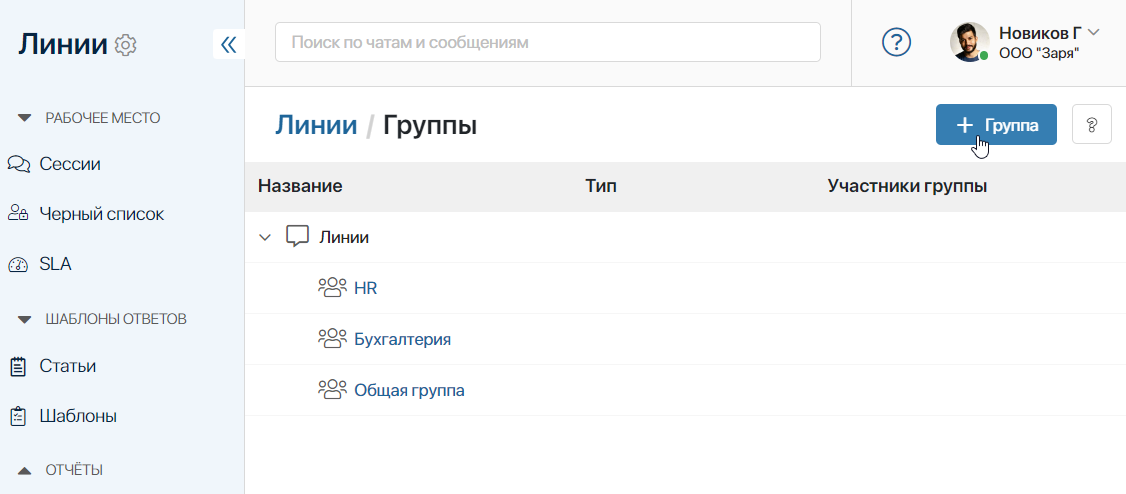 Линии
Поиск по чатам и сообщениям
?
Новиков Г
ООО "Заря"
РАБОЧЕЕ МЕСТО
Сессии
Черный список
SLA
ШАБЛОНЫ ОТВЕТОВ
Статьи
Шаблоны
ОТЧЁТЫ
Линии / Группы
+ Группа
?
Название Тип Участники группы
Линии
HR
Бухгалтерия
Общая группа